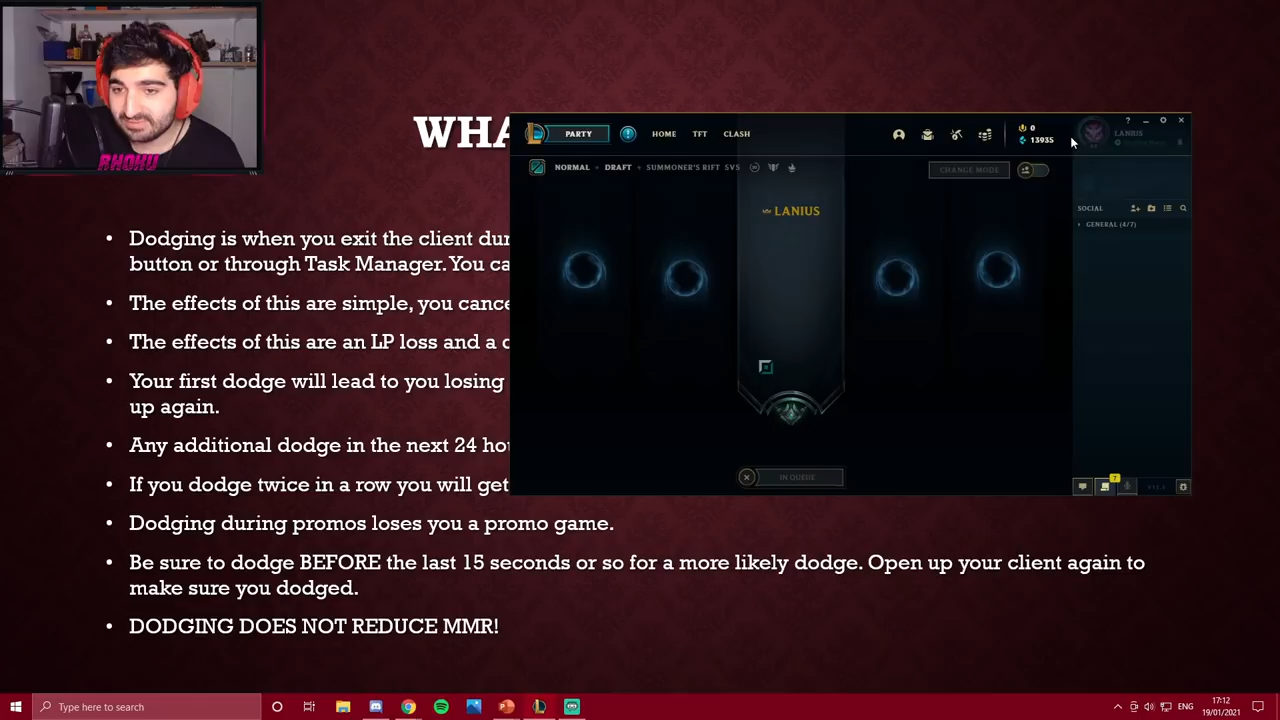 RHOKU
WHA
Dodging is when you exit the client dur
button or through Task Manager. You ca
The effects of this are simple, you cance
The effects of this are an LP loss and a c
Your first dodge will lead to you losing
up again.
Any additional dodge in the next 24 hou
If you dodge twice in a row you will get
Dodging during promos loses you a promo game.
Be sure to dodge BEFORE the last 15 seconds or so for a more likely dodge. Open up your client again to
make sure you dodged.
DODGING DOES NOT REDUCE MMR!
PARTY HOME TFT CLASH
0
13935
LANIUS
NORMAL DRAFT SUMMONER'S RIFT 5V5
CHANGE MODE
LANIUS
IN QUEUE
SOCIAL
GENERAL (4/7)
7
Type here to search
ENG
17:12
19/01/2021